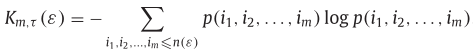 K_{m,τ}(ε) = − ∑_{i_1,i_2,...,i_m ⩽ n(ε)} p(i_1, i_2, . . . , i_m) log p(i_1, i_2, . . . , i_m)